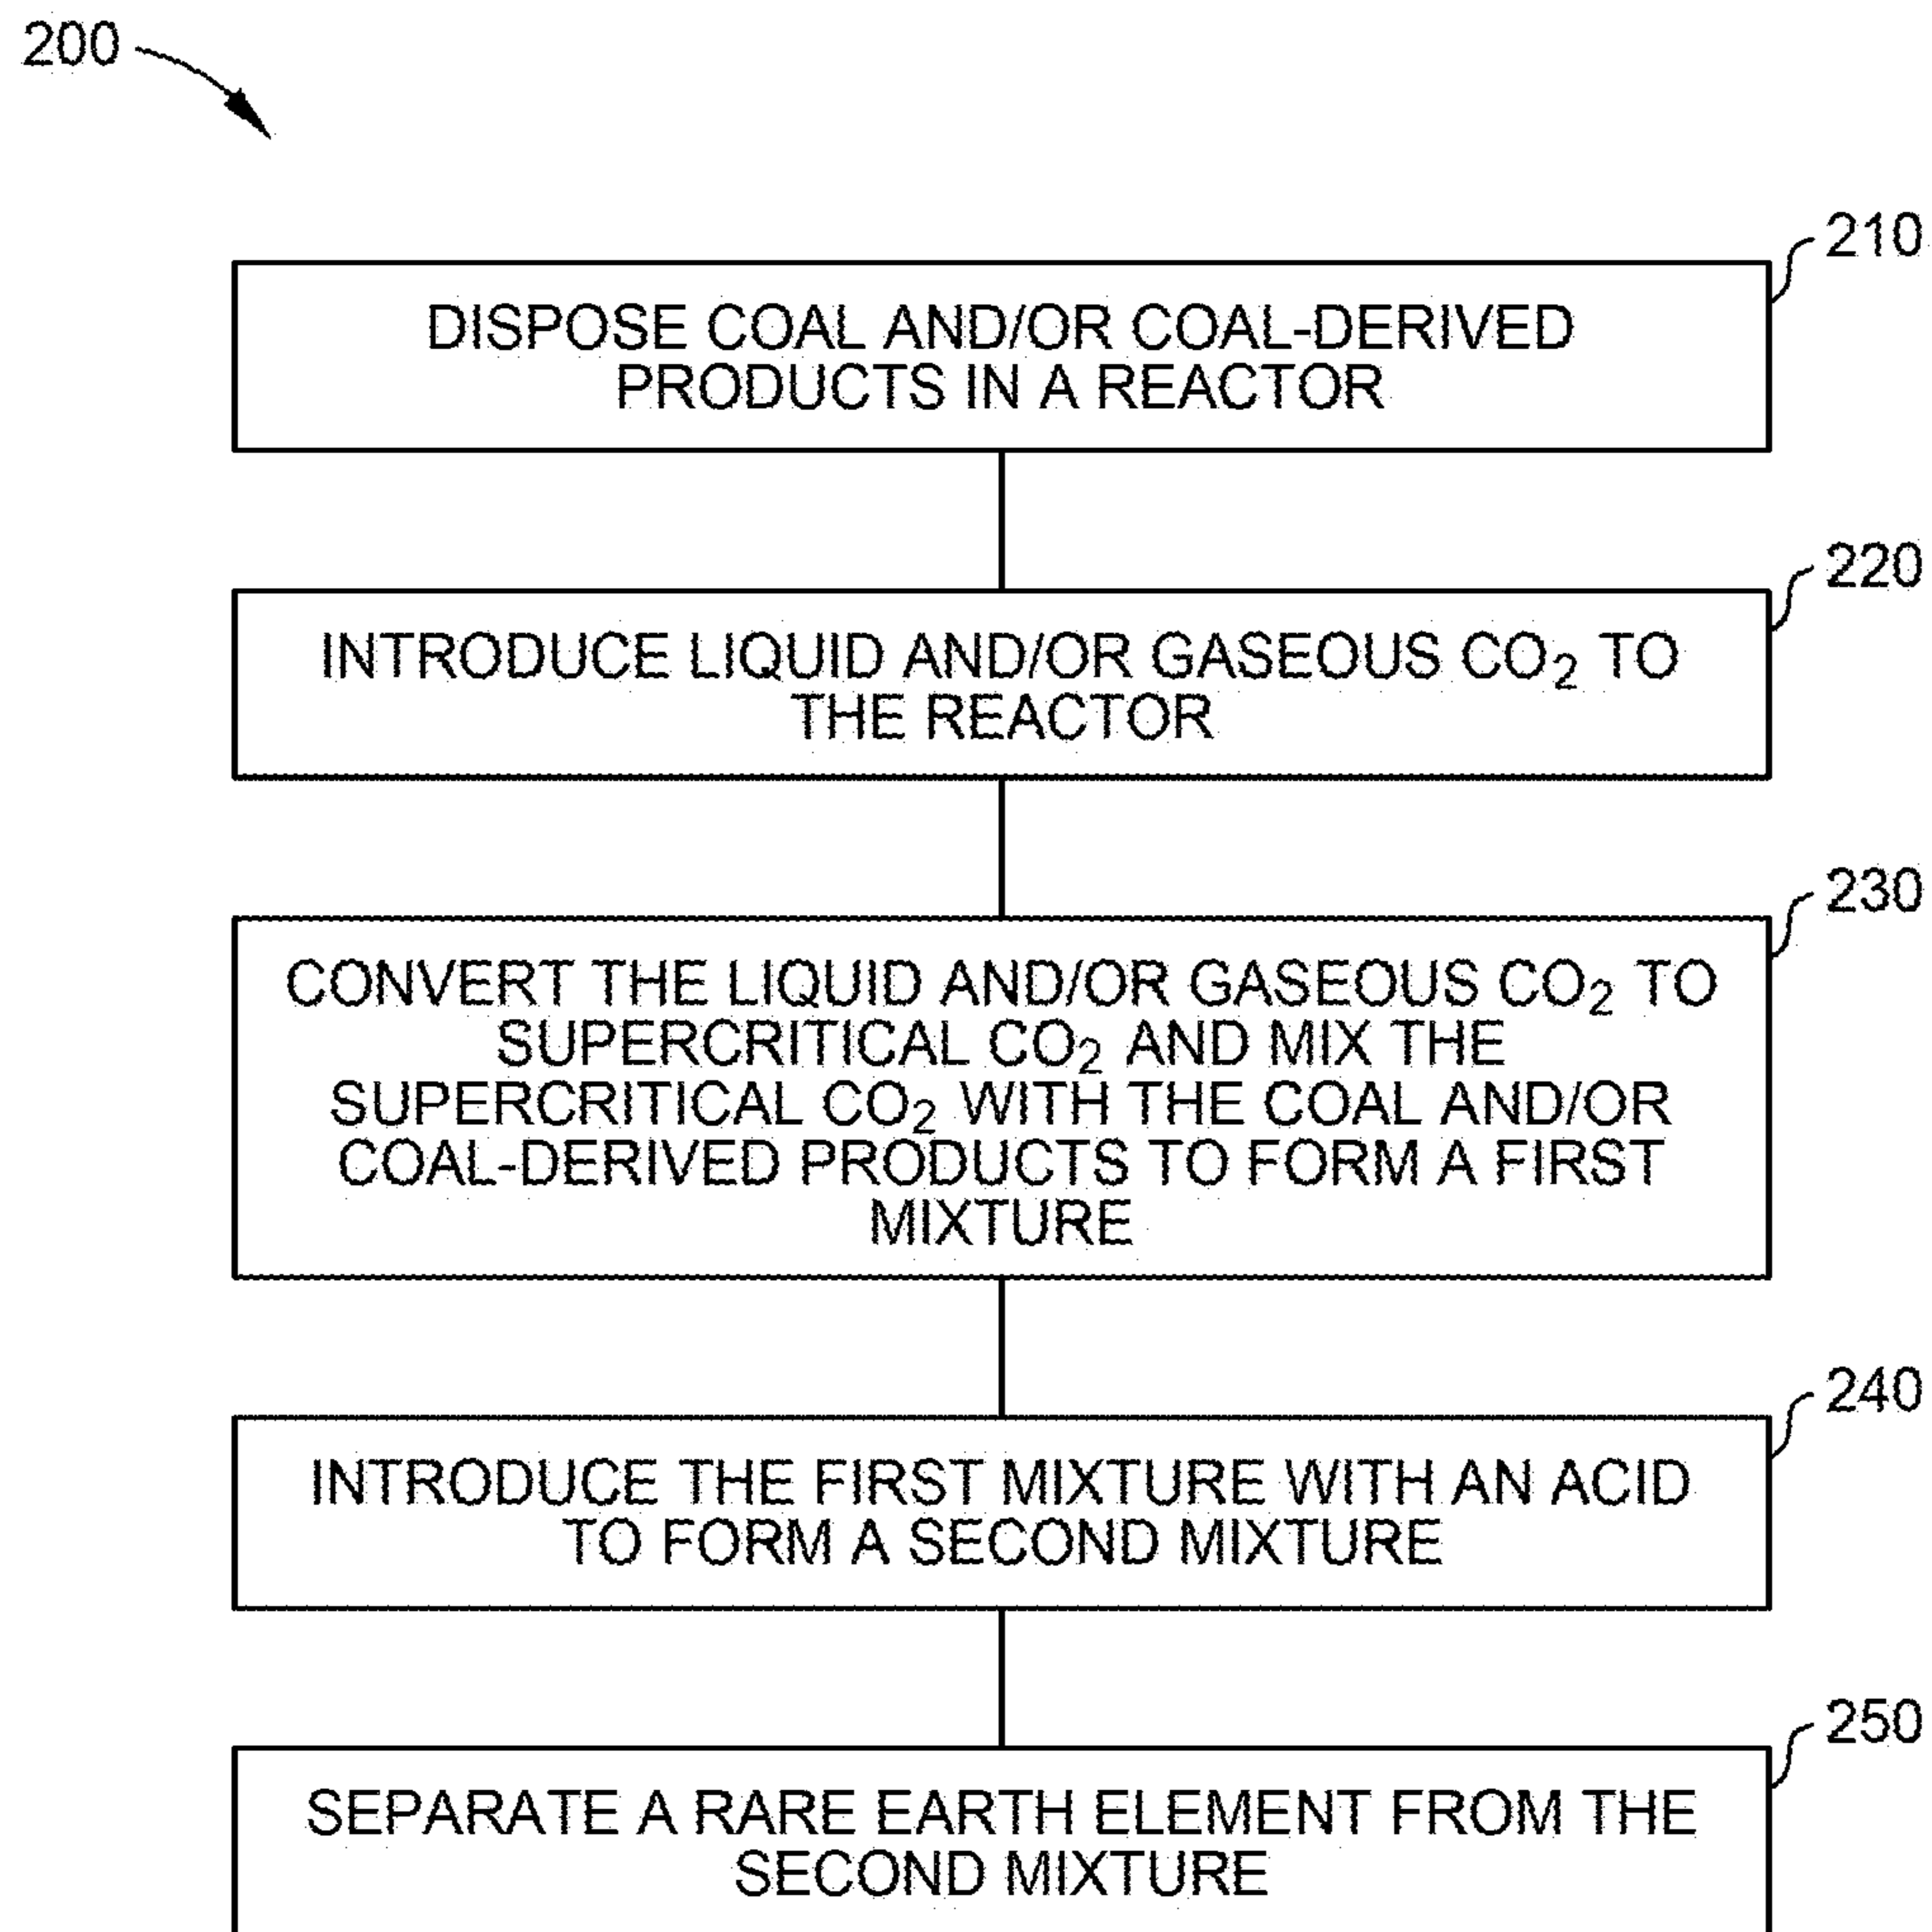 200
210
DISPOSE COAL AND/OR COAL-DERIVED
PRODUCTS IN A REACTOR
220
INTRODUCE LIQUID AND/OR GASEOUS CO₂ TO
THE REACTOR
230
CONVERT THE LIQUID AND/OR GASEOUS CO₂ TO
SUPERCRITICAL CO₂ AND MIX THE
SUPERCRITICAL CO₂ WITH THE COAL AND/OR
COAL-DERIVED PRODUCTS TO FORM A FIRST
MIXTURE
240
INTRODUCE THE FIRST MIXTURE WITH AN ACID
TO FORM A SECOND MIXTURE
250
SEPARATE A RARE EARTH ELEMENT FROM THE
SECOND MIXTURE